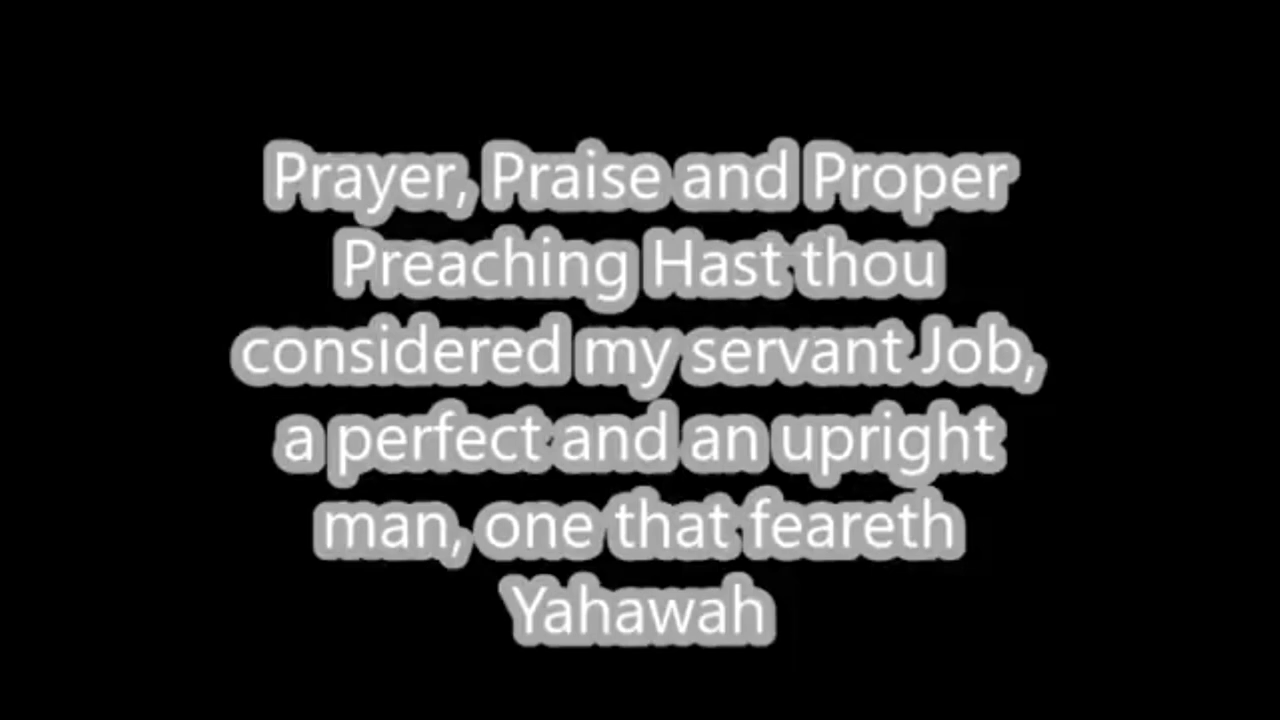 Prayer, Praise and Proper
Preaching Hast thou
considered my servant Job,
a perfect and an upright
man, one that feareth
Yahawah